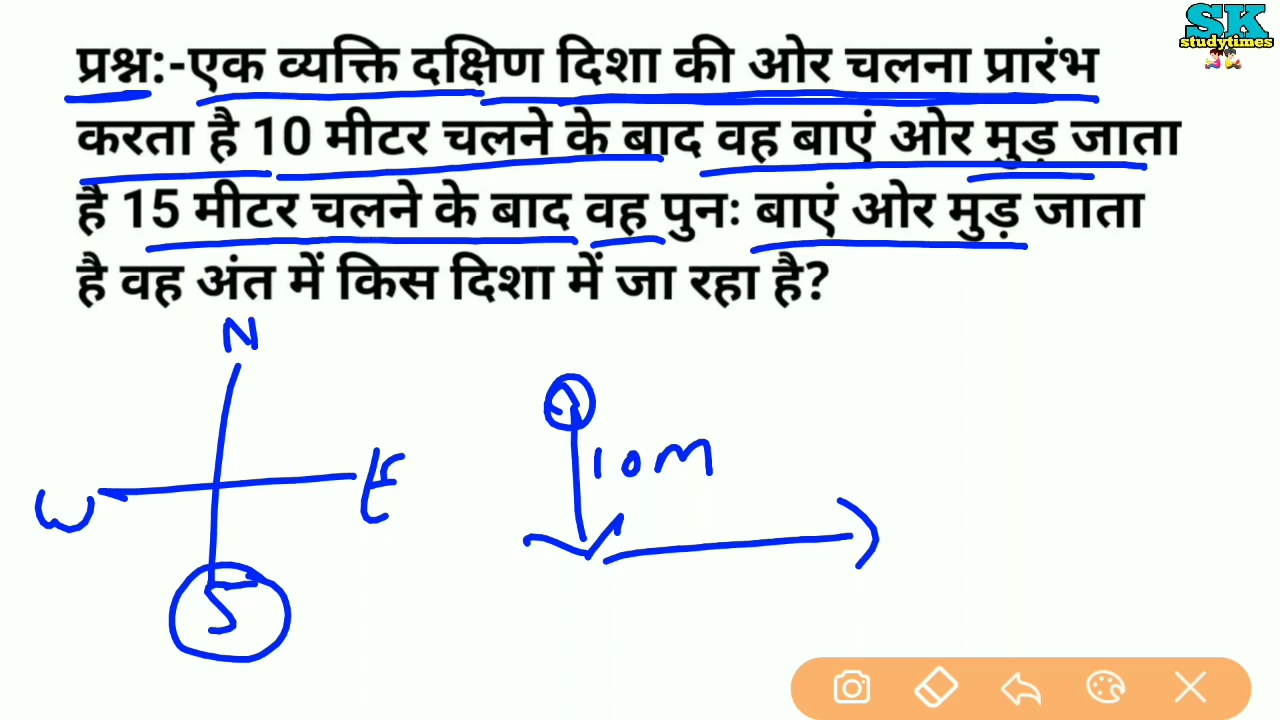 SK
studytimes
प्रश्न:-एक व्यक्ति दक्षिण दिशा की ओर चलना प्रारंभ
करता है 10 मीटर चलने के बाद वह बाएं ओर मुड़ जाता
है 15 मीटर चलने के बाद वह पुनः बाएं ओर मुड़ जाता
है वह अंत में किस दिशा में जा रहा है?
N
W
E
S
10M